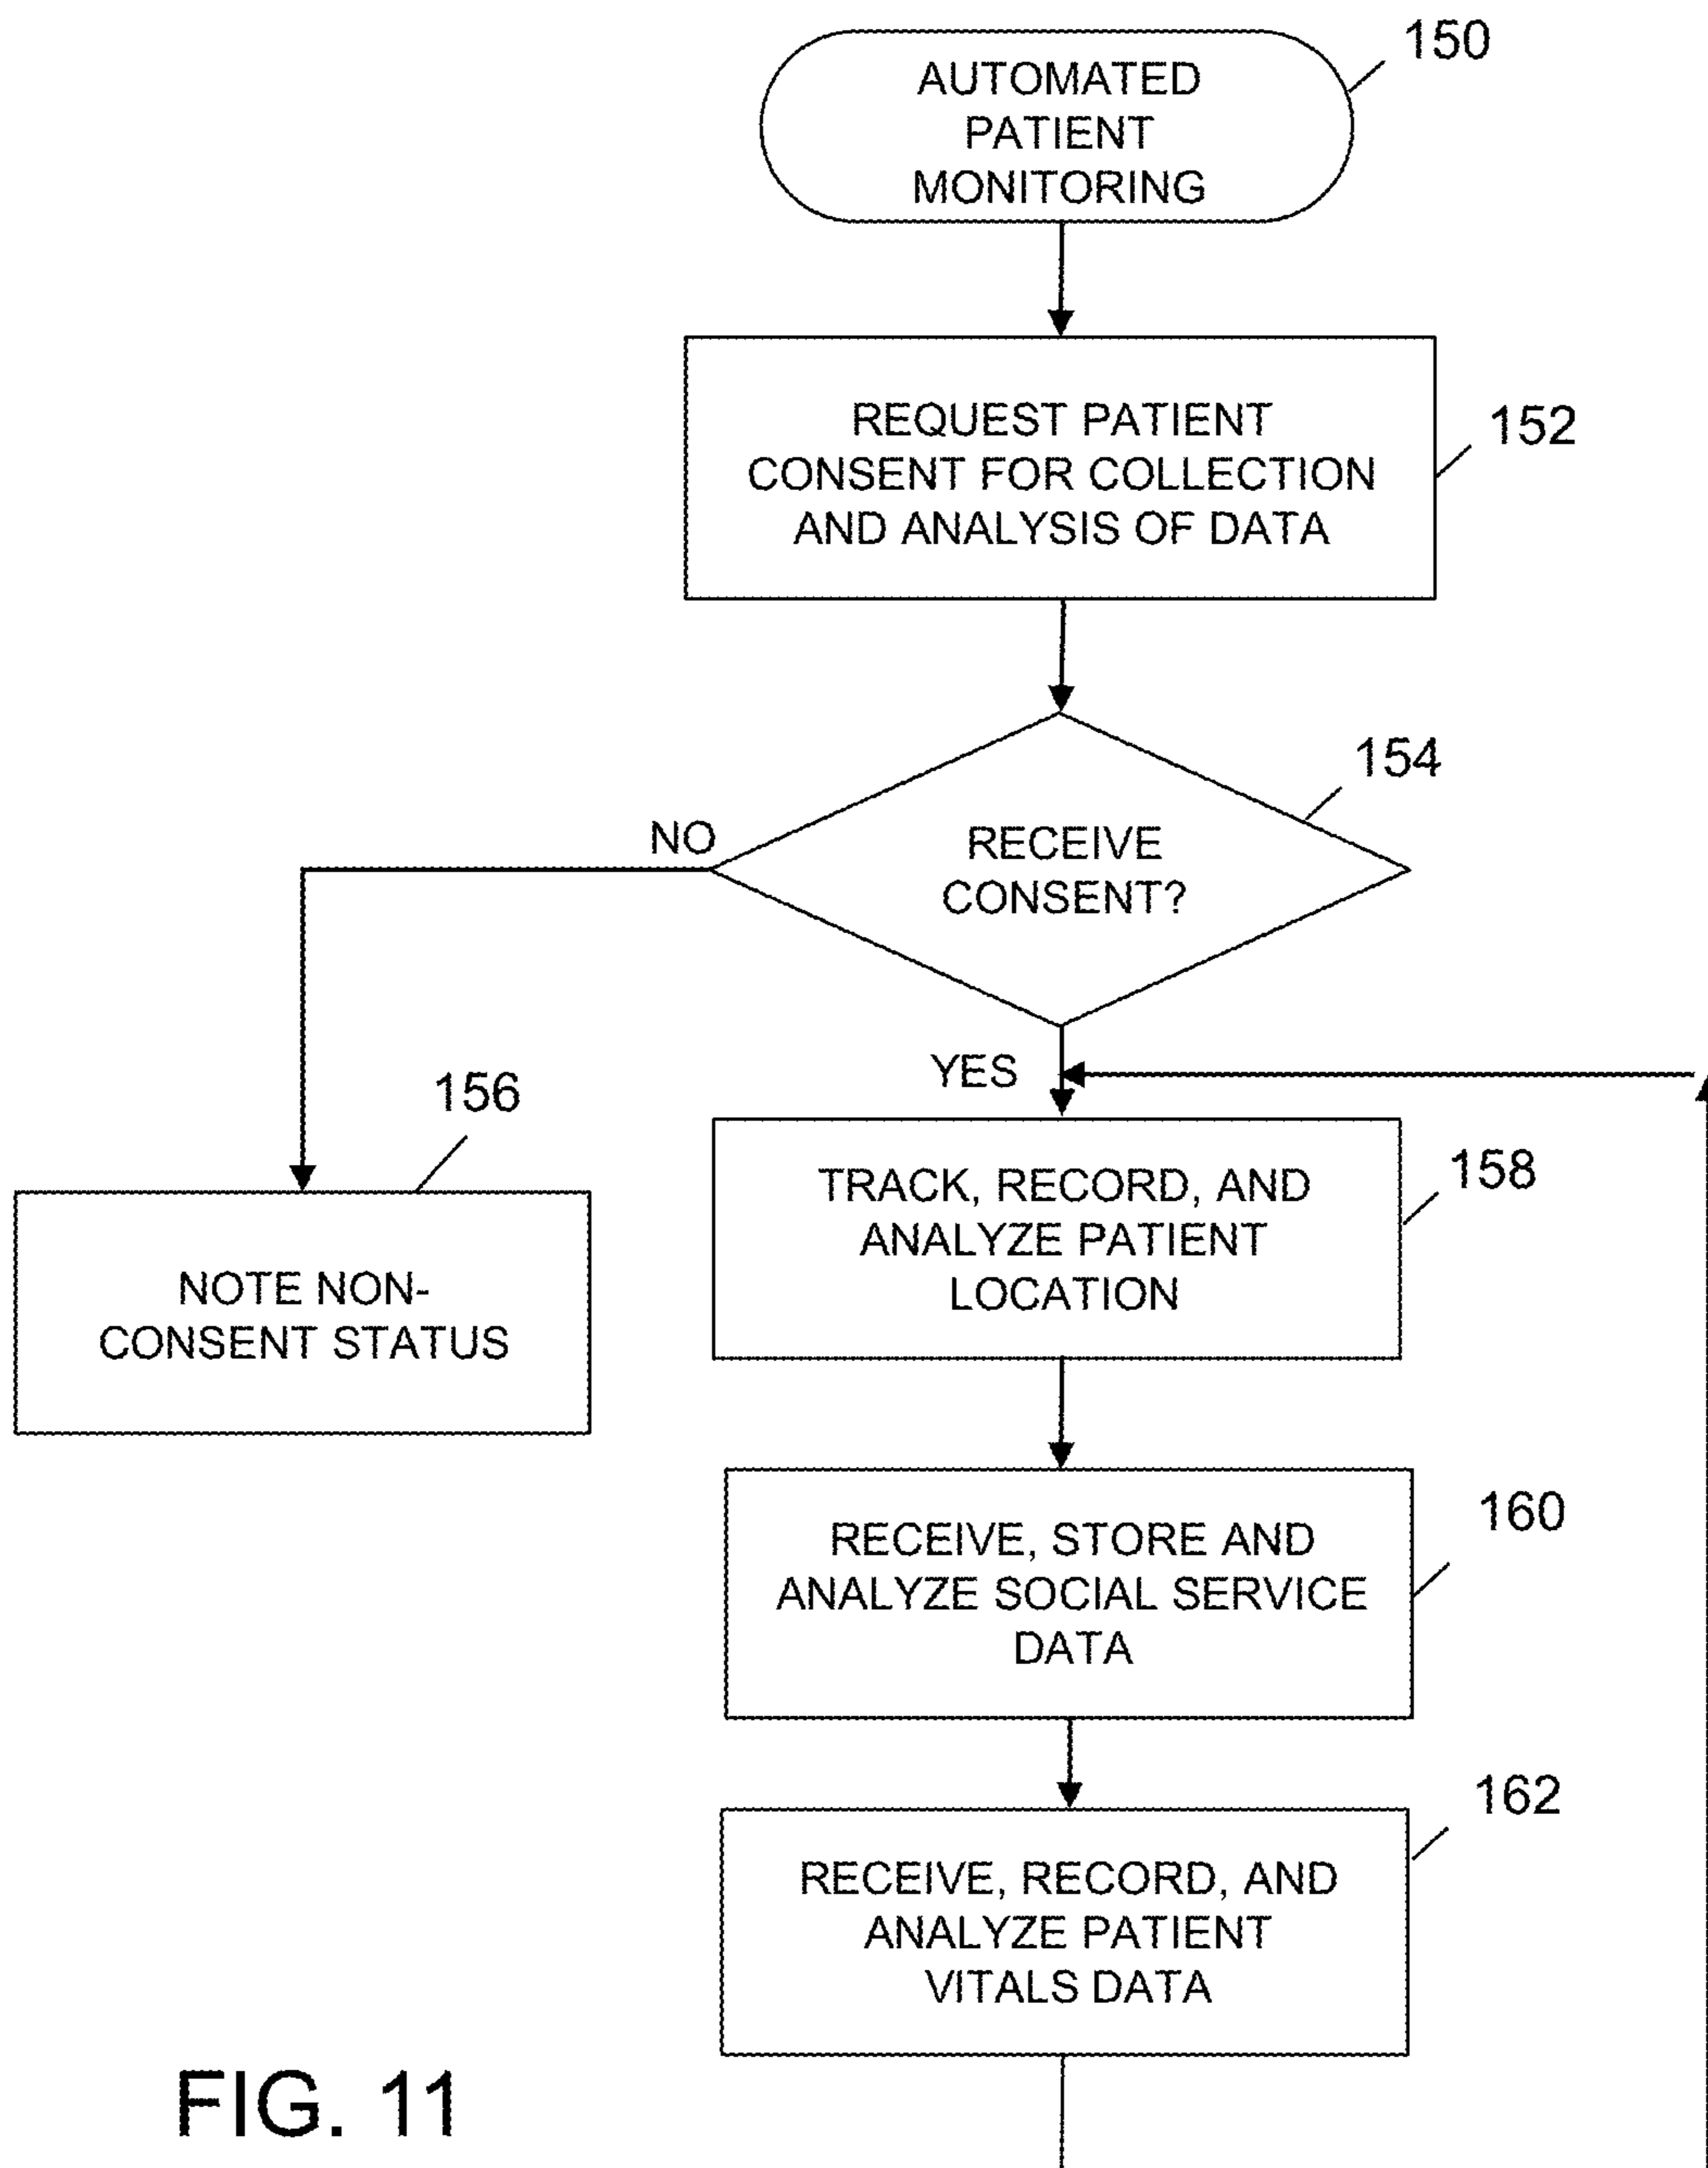 150
AUTOMATED
PATIENT
MONITORING
152
REQUEST PATIENT
CONSENT FOR COLLECTION
AND ANALYSIS OF DATA
154
RECEIVE
CONSENT?
NO
YES
156
NOTE NON-
CONSENT STATUS
158
TRACK, RECORD, AND
ANALYZE PATIENT
LOCATION
160
RECEIVE, STORE AND
ANALYZE SOCIAL SERVICE
DATA
162
RECEIVE, RECORD, AND
ANALYZE PATIENT
VITALS DATA
FIG. 11